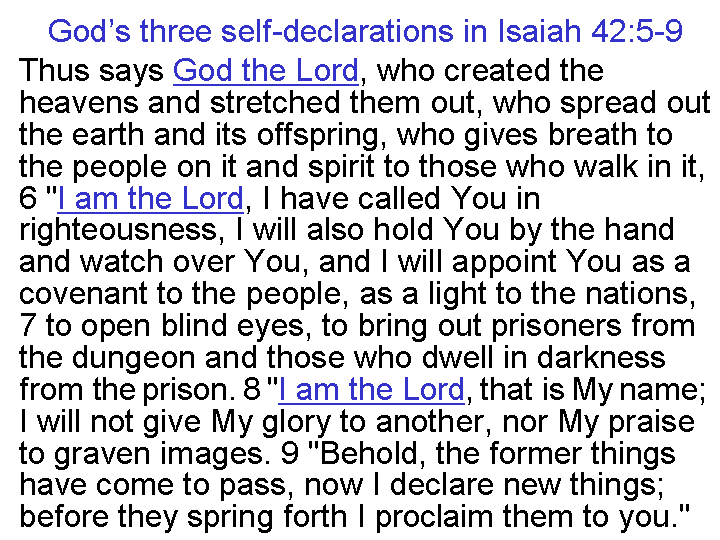 God’s three self-declarations in Isaiah 42:5-9
Thus says God the Lord, who created the
heavens and stretched them out, who spread out
the earth and its offspring, who gives breath to
the people on it and spirit to those who walk in it,
6 "I am the Lord, I have called You in
righteousness, I will also hold You by the hand
and watch over You, and I will appoint You as a
covenant to the people, as a light to the nations,
7 to open blind eyes, to bring out prisoners from
the dungeon and those who dwell in darkness
from the prison. 8 "I am the Lord, that is My name;
I will not give My glory to another, nor My praise
to graven images. 9 "Behold, the former things
have come to pass, now I declare new things;
before they spring forth I proclaim them to you."